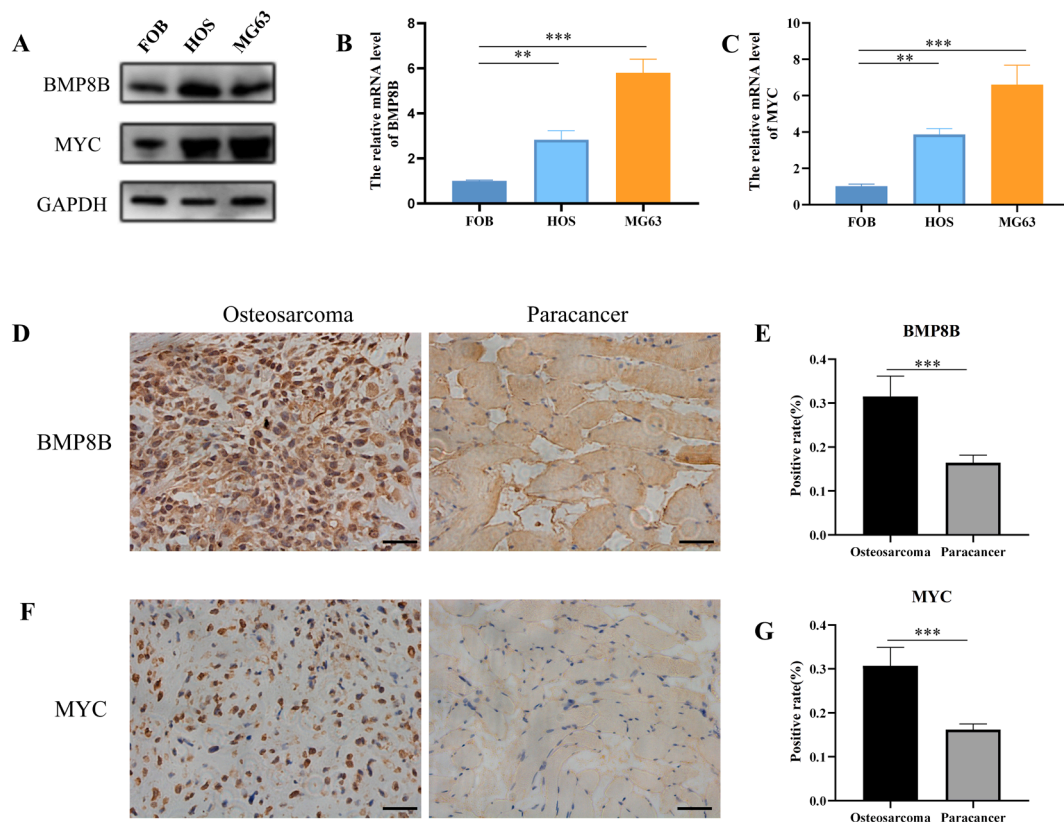 A
FOB
HOS
MG63
BMP8B
MYC
GAPDH
B
The relative mRNA level
of BMP8B
8
6
4
2
0
**
***
FOB
HOS
MG63
C
The relative mRNA level
of MYC
10
8
6
4
2
0
**
***
FOB
HOS
MG63
D
Osteosarcoma
Paracancer
BMP8B
E
BMP8B
Positive rate(%)
0.4
0.3
0.2
0.1
0.0
***
Osteosarcoma
Paracancer
F
MYC
G
MYC
Positive rate(%)
0.4
0.3
0.2
0.1
0.0
***
Osteosarcoma
Paracancer